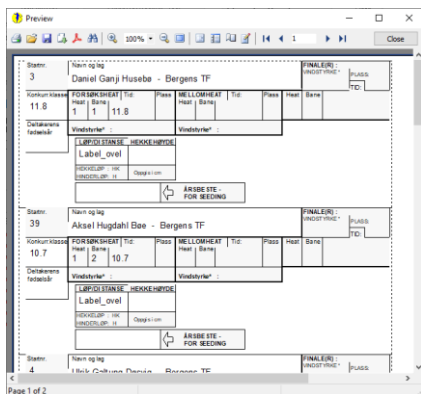 Preview
100%
1
Close
Startnr. Navn og lag FINALE(R) :
VINDSTYRKE* PLASS:
3 Daniel Ganji Husebø - Bergens TF
TID:
Konkurr.klasse FORSØKSHEAT Tid: Plass MELLOMHEAT Tid: Plass Heat Bane
Heat Bane Heat Bane
11.8 1 1 11.8
Deltakerens
fødselsår
Vindstyrke* : Vindstyrke* :
LØP/DISTANSE HEKKEHØYDE
Label_ovel
HEKKELØP : HK
HINDERLØP: H Oppgis i cm
ÅRSBESTE -
FOR SEEDING
Startnr. Navn og lag FINALE(R) :
VINDSTYRKE* PLASS:
39 Aksel Hugdahl Bøe - Bergens TF
TID:
Konkurr.klasse FORSØKSHEAT Tid: Plass MELLOMHEAT Tid: Plass Heat Bane
Heat Bane Heat Bane
10.7 1 2 10.7
Deltakerens
fødselsår
Vindstyrke* : Vindstyrke* :
LØP/DISTANSE HEKKEHØYDE
Label_ovel
HEKKELØP : HK
HINDERLØP: H Oppgis i cm
ÅRSBESTE -
FOR SEEDING
Startnr. Navn og lag FINALE(R) :
VINDSTYRKE* PLASS:
4 Ulrik Galtung Bergens TF
Page 1 of 2